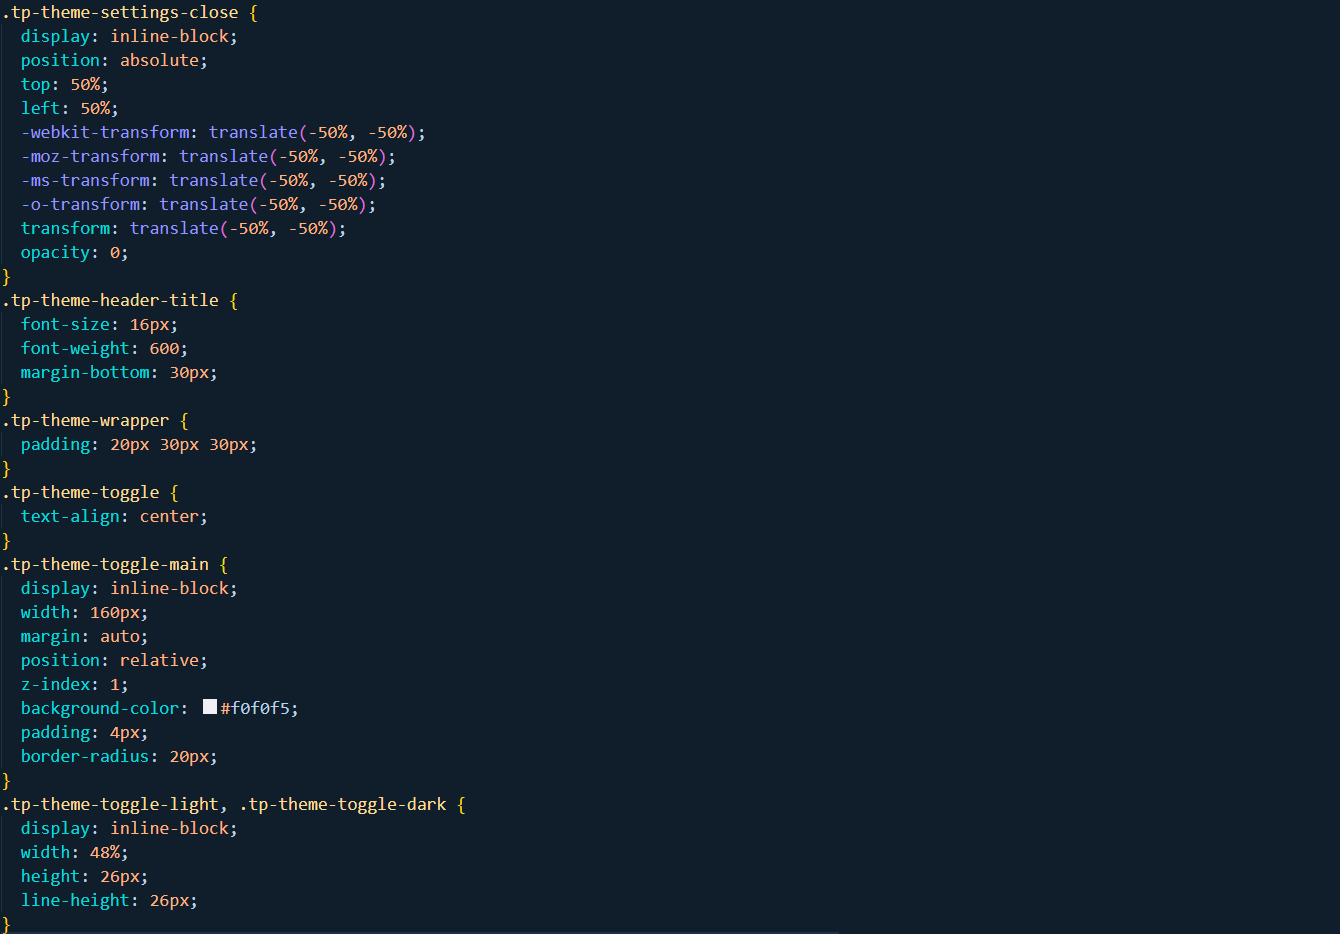 .tp-theme-settings-close {
  display: inline-block;
  position: absolute;
  top: 50%;
  left: 50%;
  -webkit-transform: translate(-50%, -50%);
  -moz-transform: translate(-50%, -50%);
  -ms-transform: translate(-50%, -50%);
  -o-transform: translate(-50%, -50%);
  transform: translate(-50%, -50%);
  opacity: 0;
}
.tp-theme-header-title {
  font-size: 16px;
  font-weight: 600;
  margin-bottom: 30px;
}
.tp-theme-wrapper {
  padding: 20px 30px 30px;
}
.tp-theme-toggle {
  text-align: center;
}
.tp-theme-toggle-main {
  display: inline-block;
  width: 160px;
  margin: auto;
  position: relative;
  z-index: 1;
  background-color: #f0f0f5;
  padding: 4px;
  border-radius: 20px;
}
.tp-theme-toggle-light, .tp-theme-toggle-dark {
  display: inline-block;
  width: 48%;
  height: 26px;
  line-height: 26px;
}